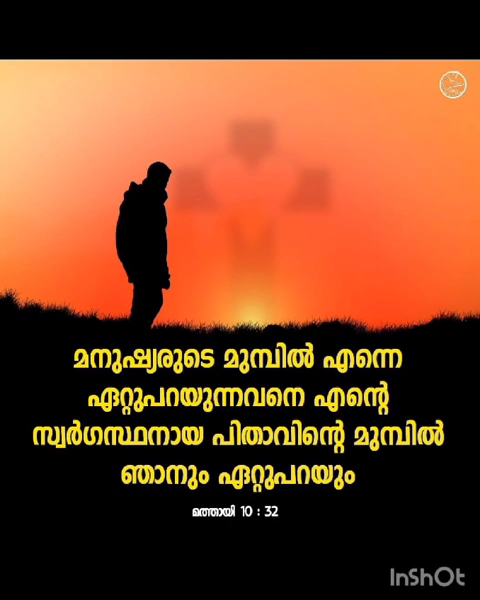 മനുഷ്യരുടെ മുമ്പിൽ എന്നെ
ഏറ്റുപറയുന്നവനെ എന്റെ
സ്വർഗസ്ഥനായ പിതാവിന്റെ മുമ്പിൽ
ഞാനും ഏറ്റുപറയും
മത്തായി 10 : 32
InShOt